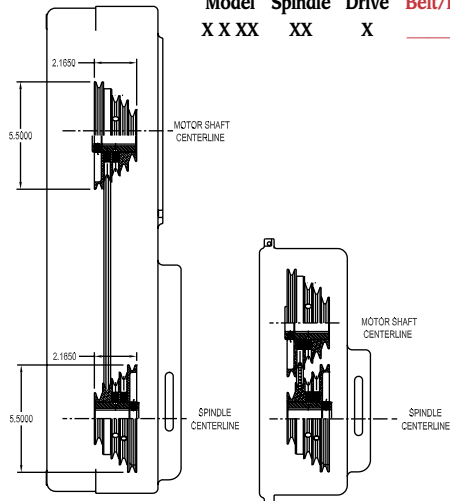 Model Spindle Drive
X X XX XX X
2.1650
5.5000
MOTOR SHAFT
CENTERLINE
2.1650
5.5000
SPINDLE
CENTERLINE
MOTOR SHAFT
CENTERLINE
SPINDLE
CENTERLINE